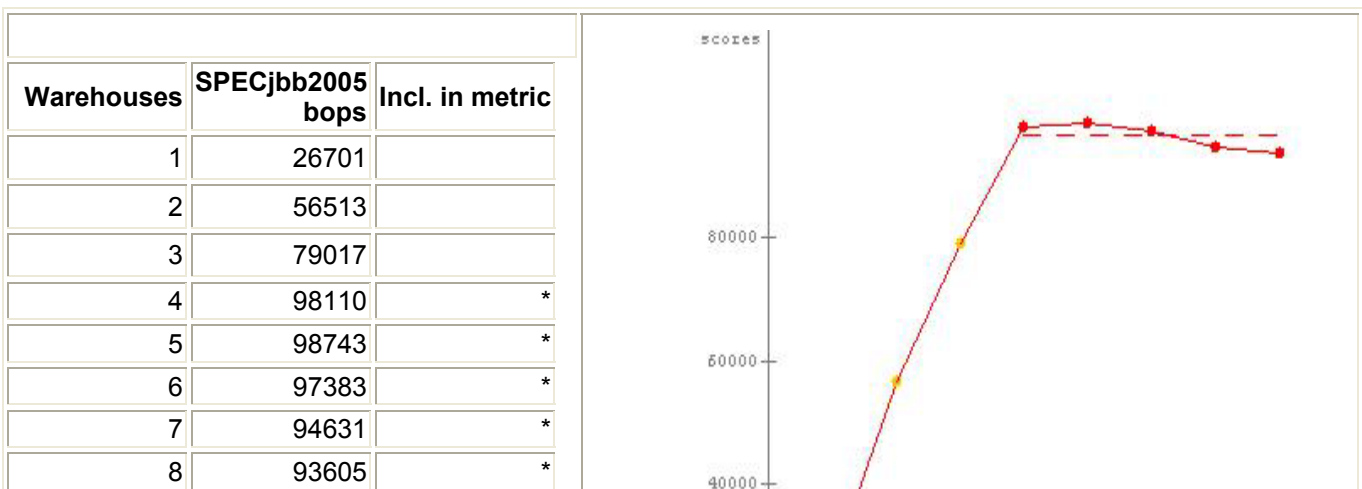 Warehouses SPECjbb2005 bops Incl. in metric
1 26701
2 56513
3 79017
4 98110 *
5 98743 *
6 97383 *
7 94631 *
8 93605 *
scores
80000
60000
40000